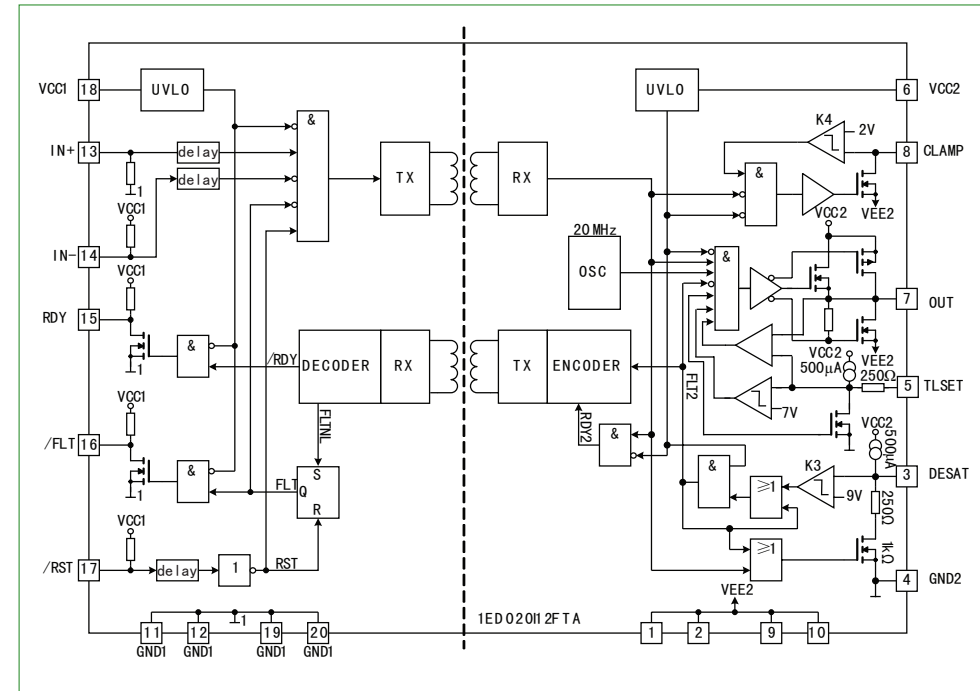 VCC1 18 UVLO UVLO 6 VCC2
K4 2V
IN+ 13 delay & 8 CLAMP
1 delay TX RX & VEE2
VCC1 VCC2
20MHz
IN- 14 OSC &
VCC1
7 OUT
RDY 15
& /RDY DECODER RX TX ENCODER VEE2
1 VCC2
500μA 250Ω 5 TLSET
FLT2
7V
VCC1 FLTNL RDY2 & VCC2
/FLT 16 500μA
& FLT Q S R & ≥1 K3 3 DESAT
1 9V
250Ω
VCC1
1kΩ
/RST 17 delay 1 RST ≥1 4 GND2
VEE2
1 1ED020I12FTA
11 12 19 20 1 2 9 10
GND1 GND1 GND1 GND1